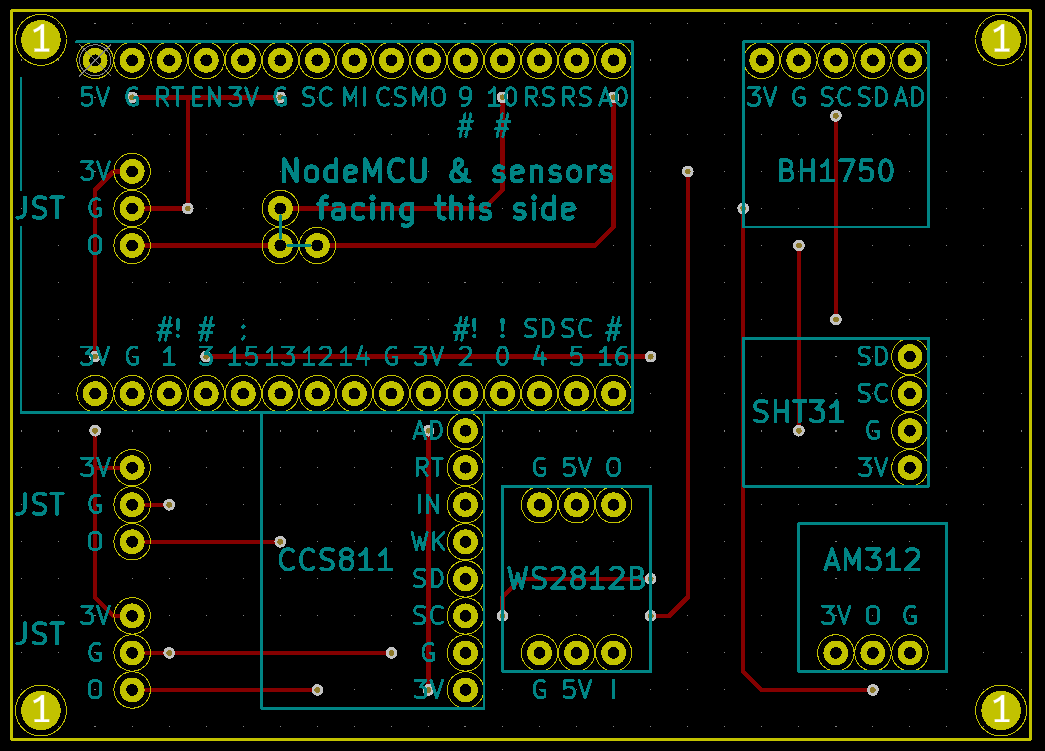 1 1
5V G RT EN 3V G SC MI CS MO 9 10 RS RS A0
# #
3V G SC SD AD
3V
NodeMCU & sensors
BH1750
JST G
facing this side
O
#! # ; #! ! SD SC #
3V G 1 3 15 13 12 14 G 3V 2 0 4 5 16
SD
SC
SHT31
G
3V
AD
RT
IN
WK
CCS811
SD
SC
G
3V
3V
JST G
O
G 5V O
WS2812B
G 5V I
AM312
3V O G
3V
JST
G
O
1 1